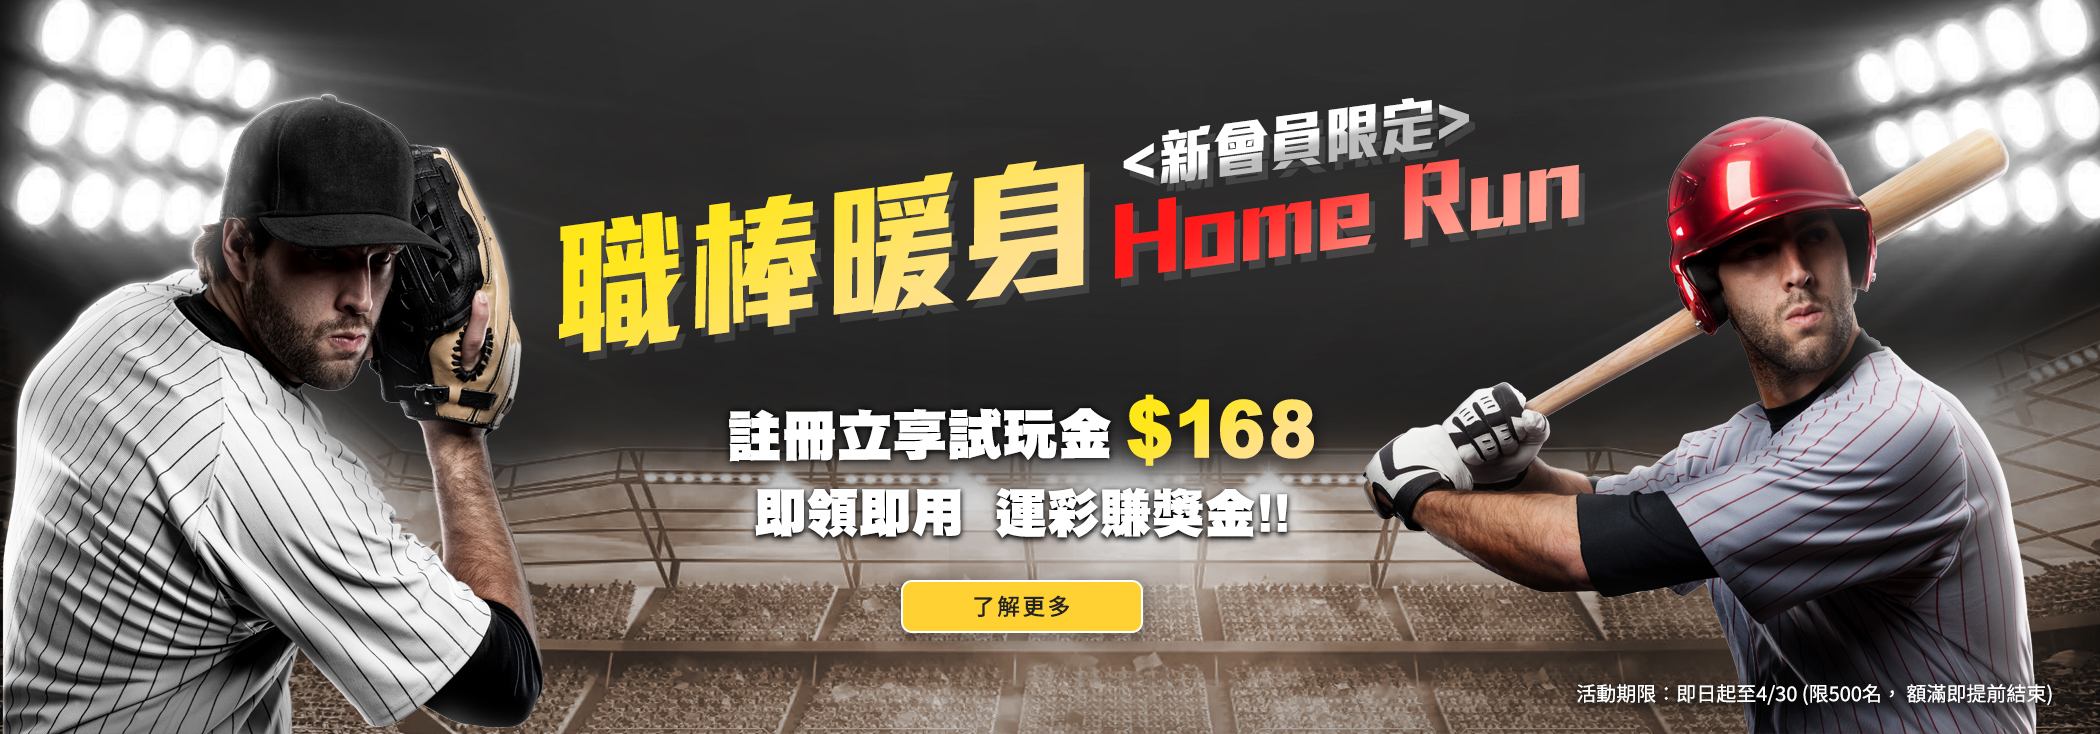 <新會員限定>
職棒暖身 Home Run
註冊立享試玩金 $168
即領即用 運彩賺獎金!!
了解更多
活動期限：即日起至4/30 (限500名， 額滿即提前結束)